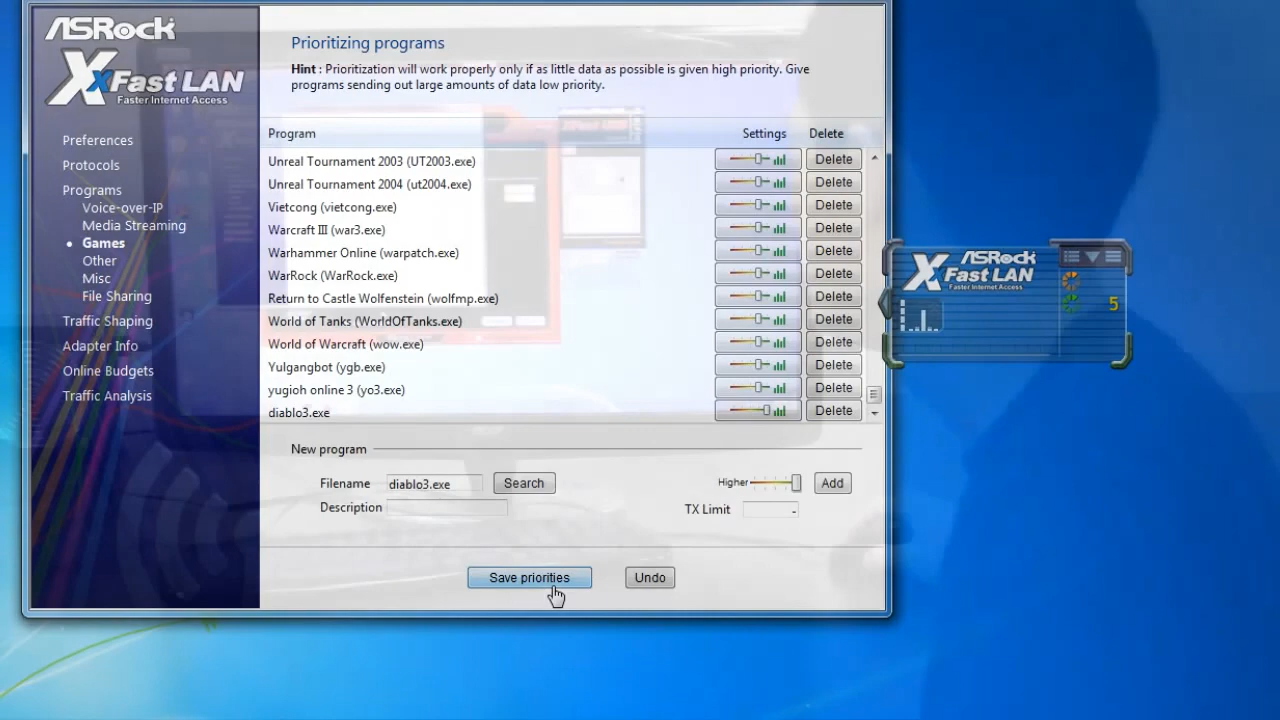 ASRock
XFast LAN
Faster Internet Access
Preferences
Protocols
Programs
Voice-over-IP
Media Streaming
Games
Other
Misc
File Sharing
Traffic Shaping
Adapter Info
Online Budgets
Traffic Analysis
Prioritizing programs
Hint : Prioritization will work properly only if as little data as possible is given high priority. Give
programs sending out large amounts of data low priority.
Program Settings Delete
Unreal Tournament 2003 (UT2003.exe) Delete
Unreal Tournament 2004 (ut2004.exe) Delete
Vietcong (vietcong.exe) Delete
Warcraft III (war3.exe) Delete
Warhammer Online (warpatch.exe) Delete
WarRock (WarRock.exe) Delete
Return to Castle Wolfenstein (wolfmp.exe) Delete
World of Tanks (WorldOfTanks.exe) Delete
World of Warcraft (wow.exe) Delete
Yulgangbot (ygb.exe) Delete
yugioh online 3 (yo3.exe) Delete
diablo3.exe Delete
New program
Filename diablo3.exe Search Higher Add
Description TX Limit -
Save priorities Undo
ASRock
XFast LAN
Faster Internet Access
5